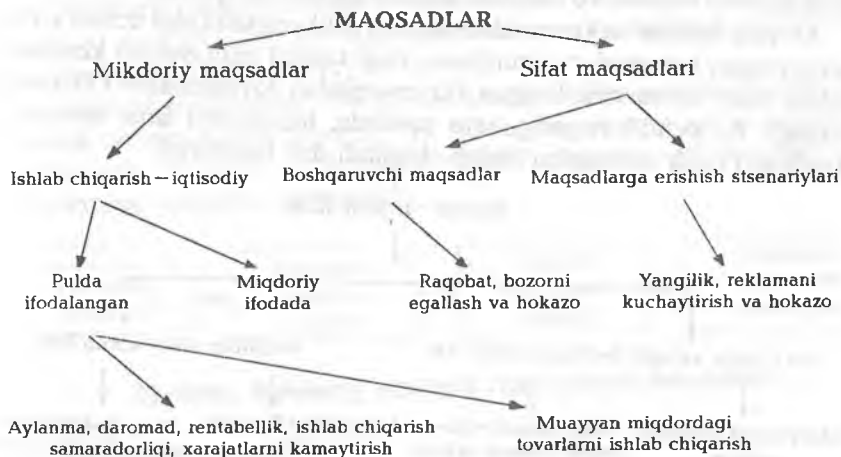 MAQSADLAR
Mikdoriy maqsadlar
Sifat maqsadlari
Ishlab chiqarish—iqtisodiy
Boshqaruvchi maqsadlar
Maqsadlarga erishish stsenariylari
Pulda
ifodalangan
Miqdoriy
ifodada
Raqobat, bozorni
egallash va hokazo
Yangilik, reklamani
kuchaytirish va hokazo
Aylanma, daromad, rentabellik, ishlab chiqarish
samaradorliqi, xarajatlarni kamaytirish
Muayyan miqdordagi
tovarlarni ishlab chiqarish